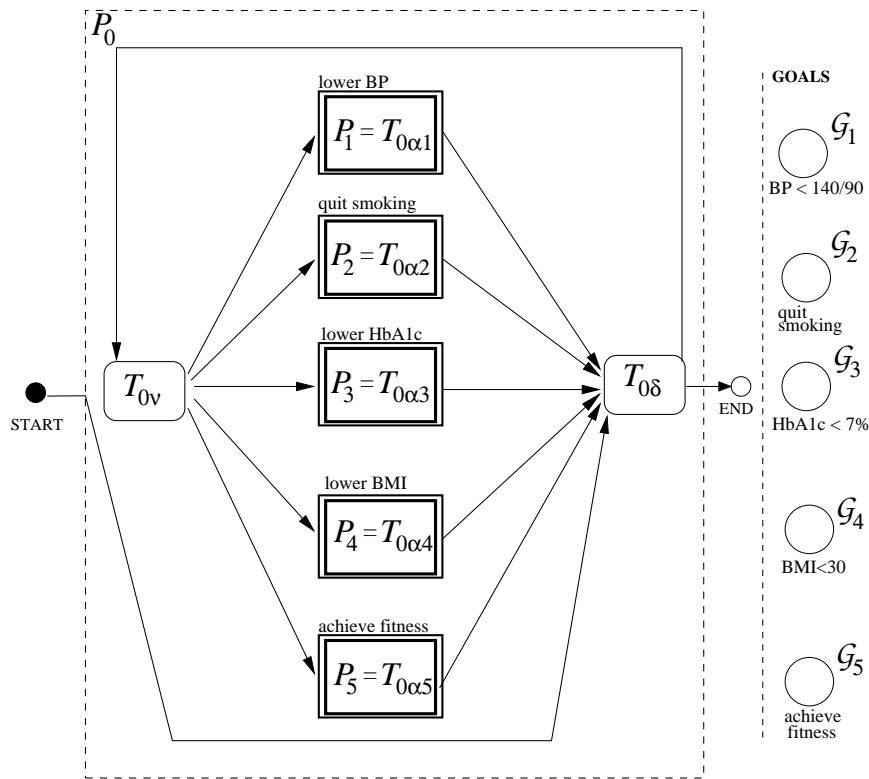 P0
lower BP
P1 = T0α1
quit smoking
P2 = T0α2
lower HbA1c
P3 = T0α3
lower BMI
P4 = T0α4
achieve fitness
P5 = T0α5
T0ν
T0δ
START
END
GOALS
G1
BP < 140/90
G2
quit
smoking
G3
HbA1c < 7%
G4
BMI<30
G5
achieve
fitness